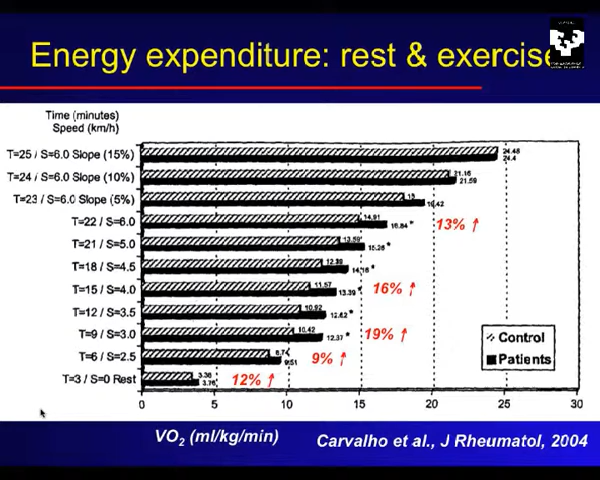 Energy expenditure: rest & exercise
Time (minutes)
Speed (km/h)
T=25 / S=6.0 Slope (15%)
24.48
24.4
T=24 / S=6.0 Slope (10%)
21.16
21.59
T=23 / S=6.0 Slope (5%)
18
19.42
T=22 / S=6.0
14.91
16.84*
13% ↑
T=21 / S=5.0
13.59
15.26*
T=18 / S=4.5
12.39
14.16*
T=15 / S=4.0
11.57
13.39*
16% ↑
T=12 / S=3.5
10.92
12.62*
T=9 / S=3.0
10.42
12.37*
19% ↑
T=6 / S=2.5
8.74
9.51
9% ↑
T=3 / S=0 Rest
3.36
3.76
12% ↑
Control
Patients
0 5 10 15 20 25 30
VO₂ (ml/kg/min)
Carvalho et al., J Rheumatol, 2004